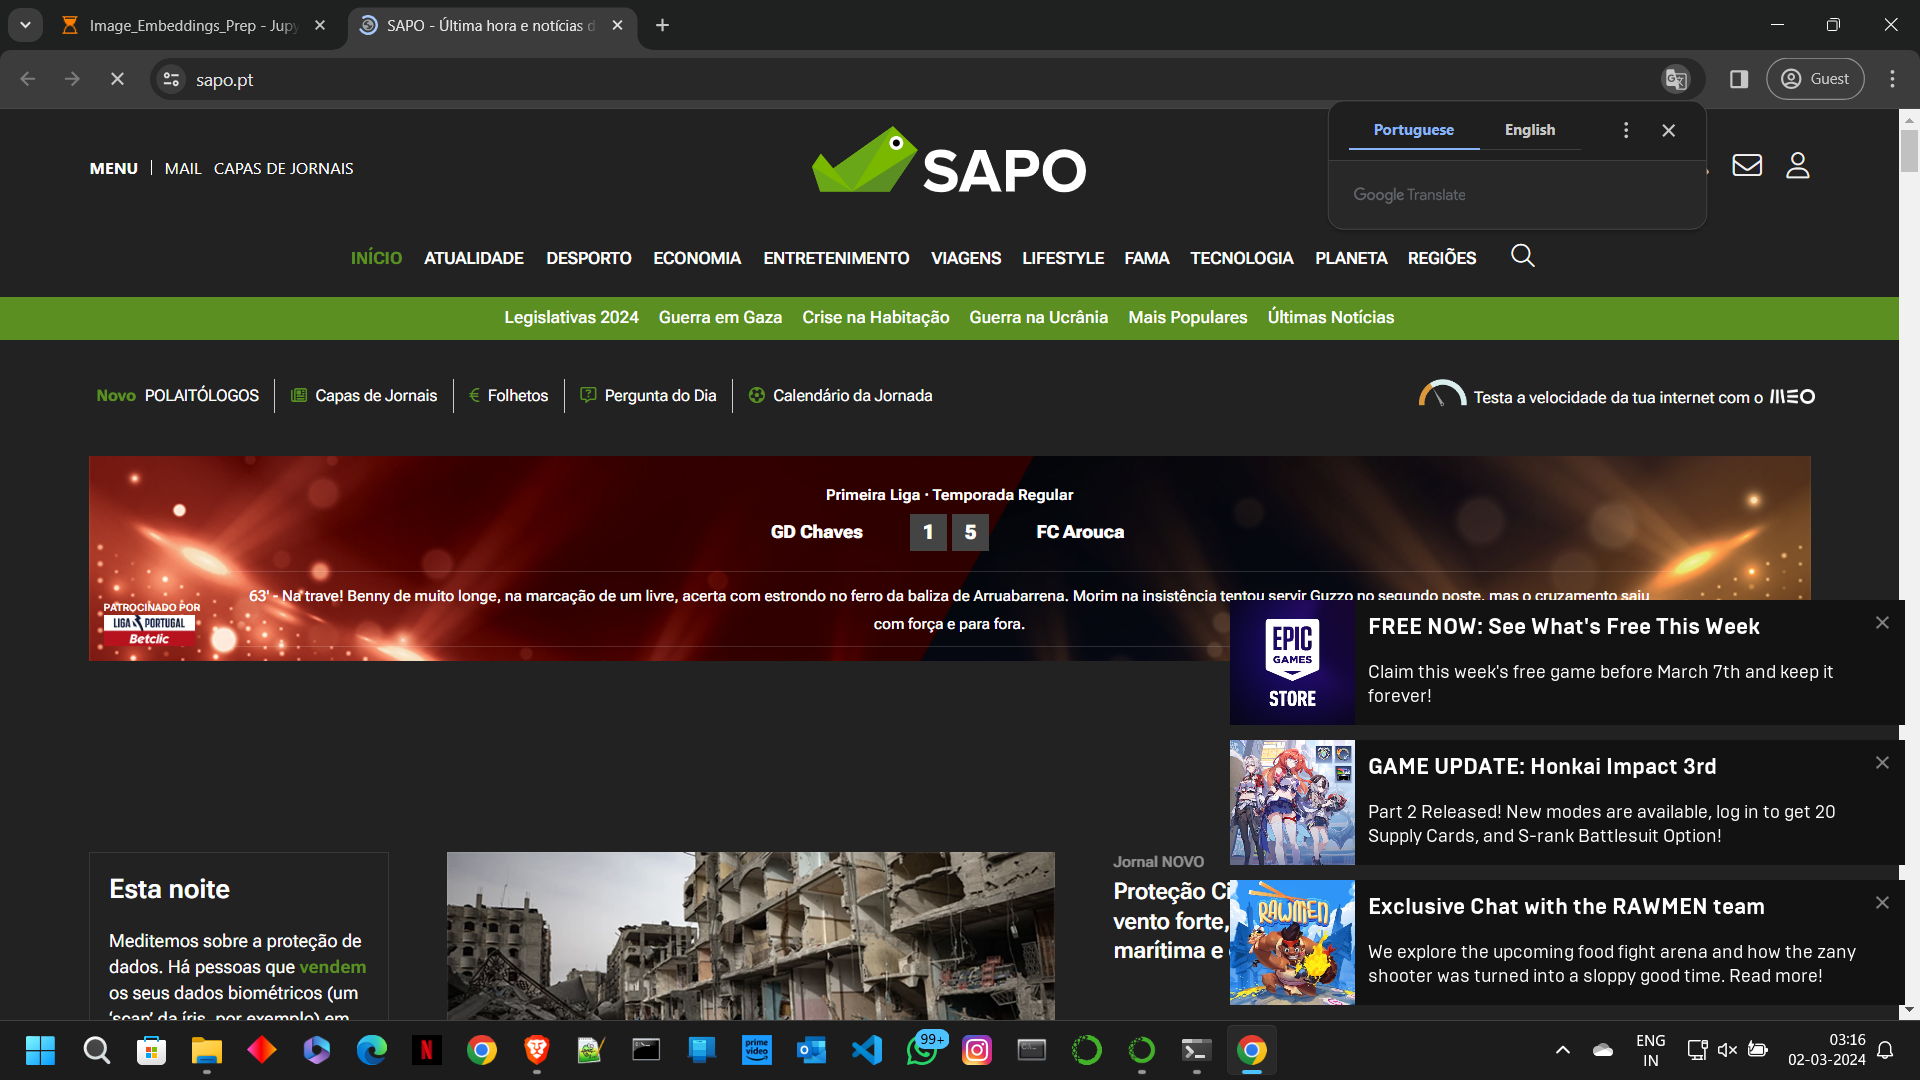 Image_Embeddings_Prep - Jupy
SAPO - Última hora e notícias d
sapo.pt
Guest
Portuguese
English
Google Translate
MENU
MAIL
CAPAS DE JORNAIS
SAPO
INÍCIO
ATUALIDADE
DESPORTO
ECONOMIA
ENTRETENIMENTO
VIAGENS
LIFESTYLE
FAMA
TECNOLOGIA
PLANETA
REGIÕES
Legislativas 2024
Guerra em Gaza
Crise na Habitação
Guerra na Ucrânia
Mais Populares
Últimas Notícias
Novo POLAITÓLOGOS
Capas de Jornais
Folhetos
Pergunta do Dia
Calendário da Jornada
Testa a velocidade da tua internet com o MEO
Primeira Liga · Temporada Regular
GD Chaves 1 5 FC Arouca
63' - Na trave! Benny de muito longe, na marcação de um livre, acerta com estrondo no ferro da baliza de Arruabarrena. Morim na insistência tentou servir Guzzo no segundo poste, mas o cruzamento saiu
com força e para fora.
PATROCINADO POR
LIGA PORTUGAL
Betclic
EPIC
GAMES
STORE
FREE NOW: See What's Free This Week
Claim this week's free game before March 7th and keep it
forever!
GAME UPDATE: Honkai Impact 3rd
Part 2 Released! New modes are available, log in to get 20
Supply Cards, and S-rank Battlesuit Option!
RAWMEN
Exclusive Chat with the RAWMEN team
We explore the upcoming food fight arena and how the zany
shooter was turned into a sloppy good time. Read more!
Esta noite
Meditemos sobre a proteção de
dados. Há pessoas que vendem
os seus dados biométricos (um
'scan' da íris, por exemplo) em
Jornal NOVO
Proteção Ci
vento forte,
marítima e
prime
video
99+
ENG
IN
03:16
02-03-2024